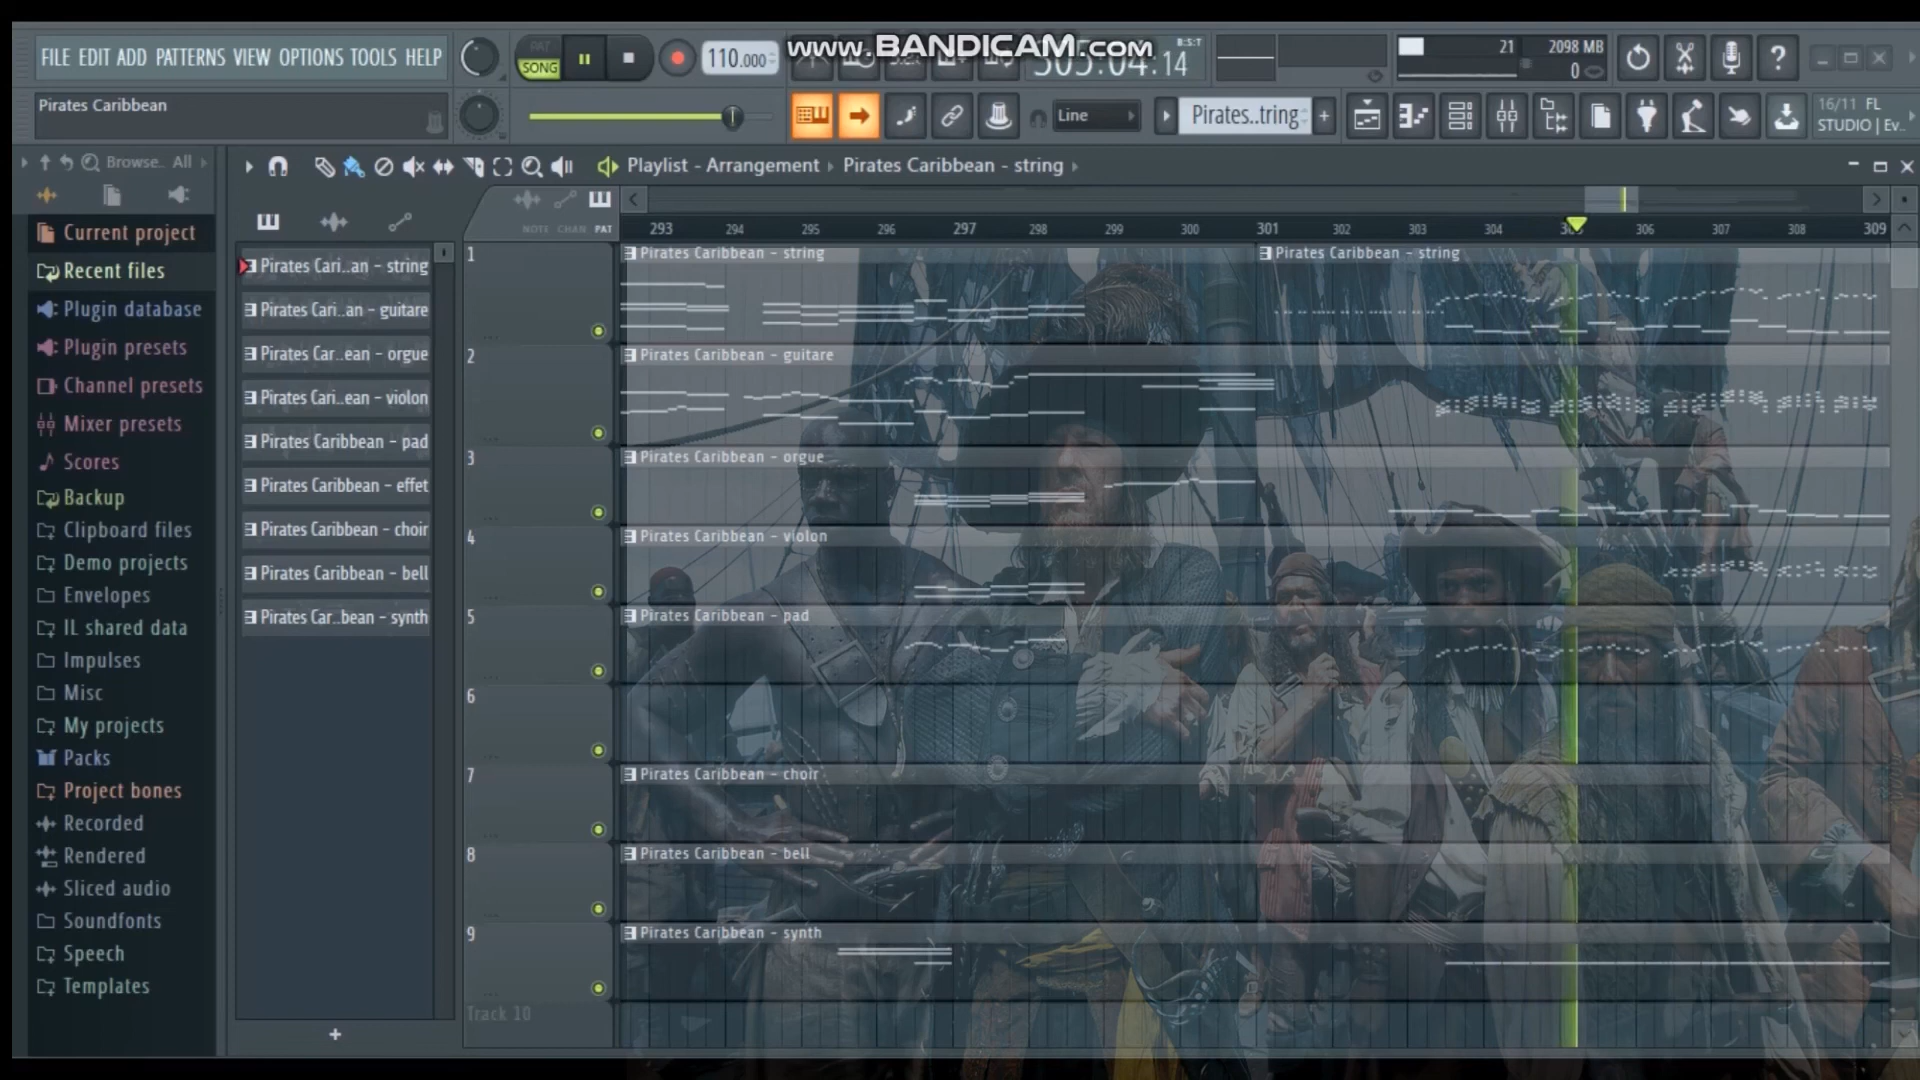 www.BANDICAM.com
FILE EDIT ADD PATTERNS VIEW OPTIONS TOOLS HELP
PAT
SONG
110.000
305:04:14
B:S:T
21
2098 MB
0
Pirates Caribbean
Line
Pirates..tring
16/11 FL
STUDIO | Ev..
Browse.. All
Playlist - Arrangement
Pirates Caribbean - string
NOTE CHAN PAT
293 294 295 296 297 298 299 300 301 302 303 304 305 306 307 308 309
Current project
Recent files
Plugin database
Plugin presets
Channel presets
Mixer presets
Scores
Backup
Clipboard files
Demo projects
Envelopes
IL shared data
Impulses
Misc
My projects
Packs
Project bones
Recorded
Rendered
Sliced audio
Soundfonts
Speech
Templates
Pirates Cari..an - string
Pirates Cari..an - guitare
Pirates Car..ean - orgue
Pirates Cari..ean - violon
Pirates Caribbean - pad
Pirates Caribbean - effet
Pirates Caribbean - choir
Pirates Caribbean - bell
Pirates Car..bean - synth
1
Pirates Caribbean - string
Pirates Caribbean - string
2
Pirates Caribbean - guitare
3
Pirates Caribbean - orgue
4
Pirates Caribbean - violon
5
Pirates Caribbean - pad
6
7
Pirates Caribbean - choir
8
Pirates Caribbean - bell
9
Pirates Caribbean - synth
Track 10